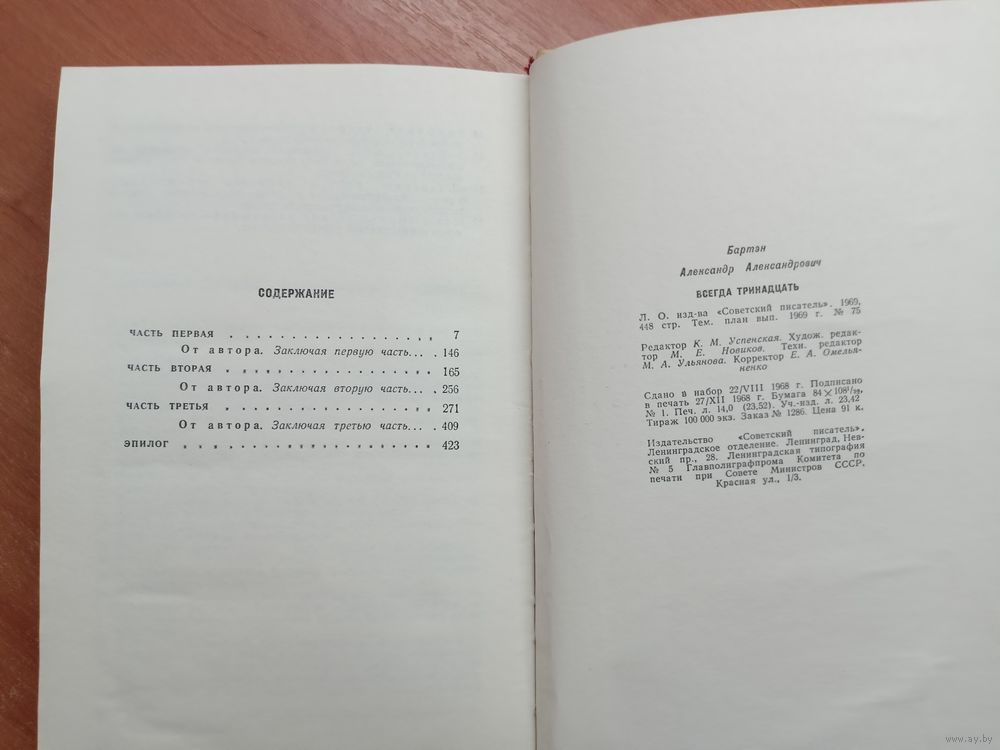 СОДЕРЖАНИЕ
ЧАСТЬ ПЕРВАЯ . . . . . . . . . . . . . . . . . 7
От автора. Заключая первую часть... . 146
ЧАСТЬ ВТОРАЯ . . . . . . . . . . . . . . . . . 165
От автора. Заключая вторую часть... . 256
ЧАСТЬ ТРЕТЬЯ . . . . . . . . . . . . . . . . . 271
От автора. Заключая третью часть... . 409
ЭПИЛОГ . . . . . . . . . . . . . . . . . . . . 423
Бартэн
Александр Александрович
ВСЕГДА ТРИНАДЦАТЬ
Л. О. изд-ва «Советский писатель». 1969,
448 стр. Тем. план вып. 1969 г. № 75
Редактор К. М. Успенская. Худож. редак-
тор М. Е. Новиков. Техн. редактор
М. А. Ульянова. Корректор Е. А. Омелья-
ненко
Сдано в набор 22/VIII 1968 г. Подписано
в печать 27/XII 1968 г. Бумага 84×108¹/₃₂,
№ 1. Печ. л. 14,0 (23,52). Уч.-изд. л. 23,42
Тираж 100 000 экз. Заказ № 1286. Цена 91 к.
Издательство «Советский писатель».
Ленинградское отделение. Ленинград, Нев-
ский пр., 28. Ленинградская типография
№ 5 Главполиграфпрома Комитета по
печати при Совете Министров СССР.
Красная ул., 1/3.
www.ay.by